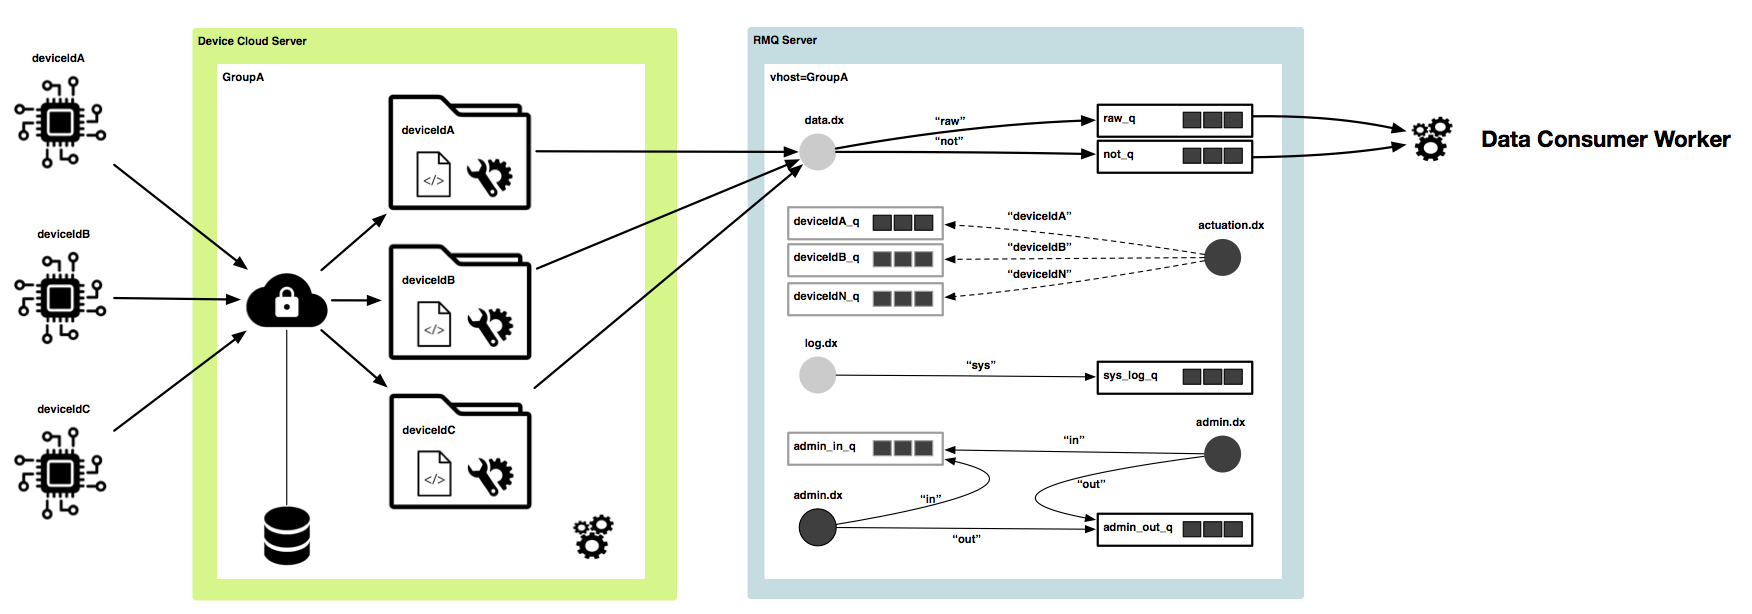 deviceIdA
deviceIdB
deviceIdC
Device Cloud Server
GroupA
deviceIdA
</>
deviceIdB
</>
deviceIdC
</>
RMQ Server
vhost=GroupA
data.dx
“raw”
“not”
raw_q
not_q
Data Consumer Worker
deviceIdA_q
deviceIdB_q
deviceIdN_q
“deviceIdA”
“deviceIdB”
“deviceIdN”
actuation.dx
log.dx
“sys”
sys_log_q
admin_in_q
“in”
admin.dx
admin.dx
“in”
“out”
“out”
admin_out_q